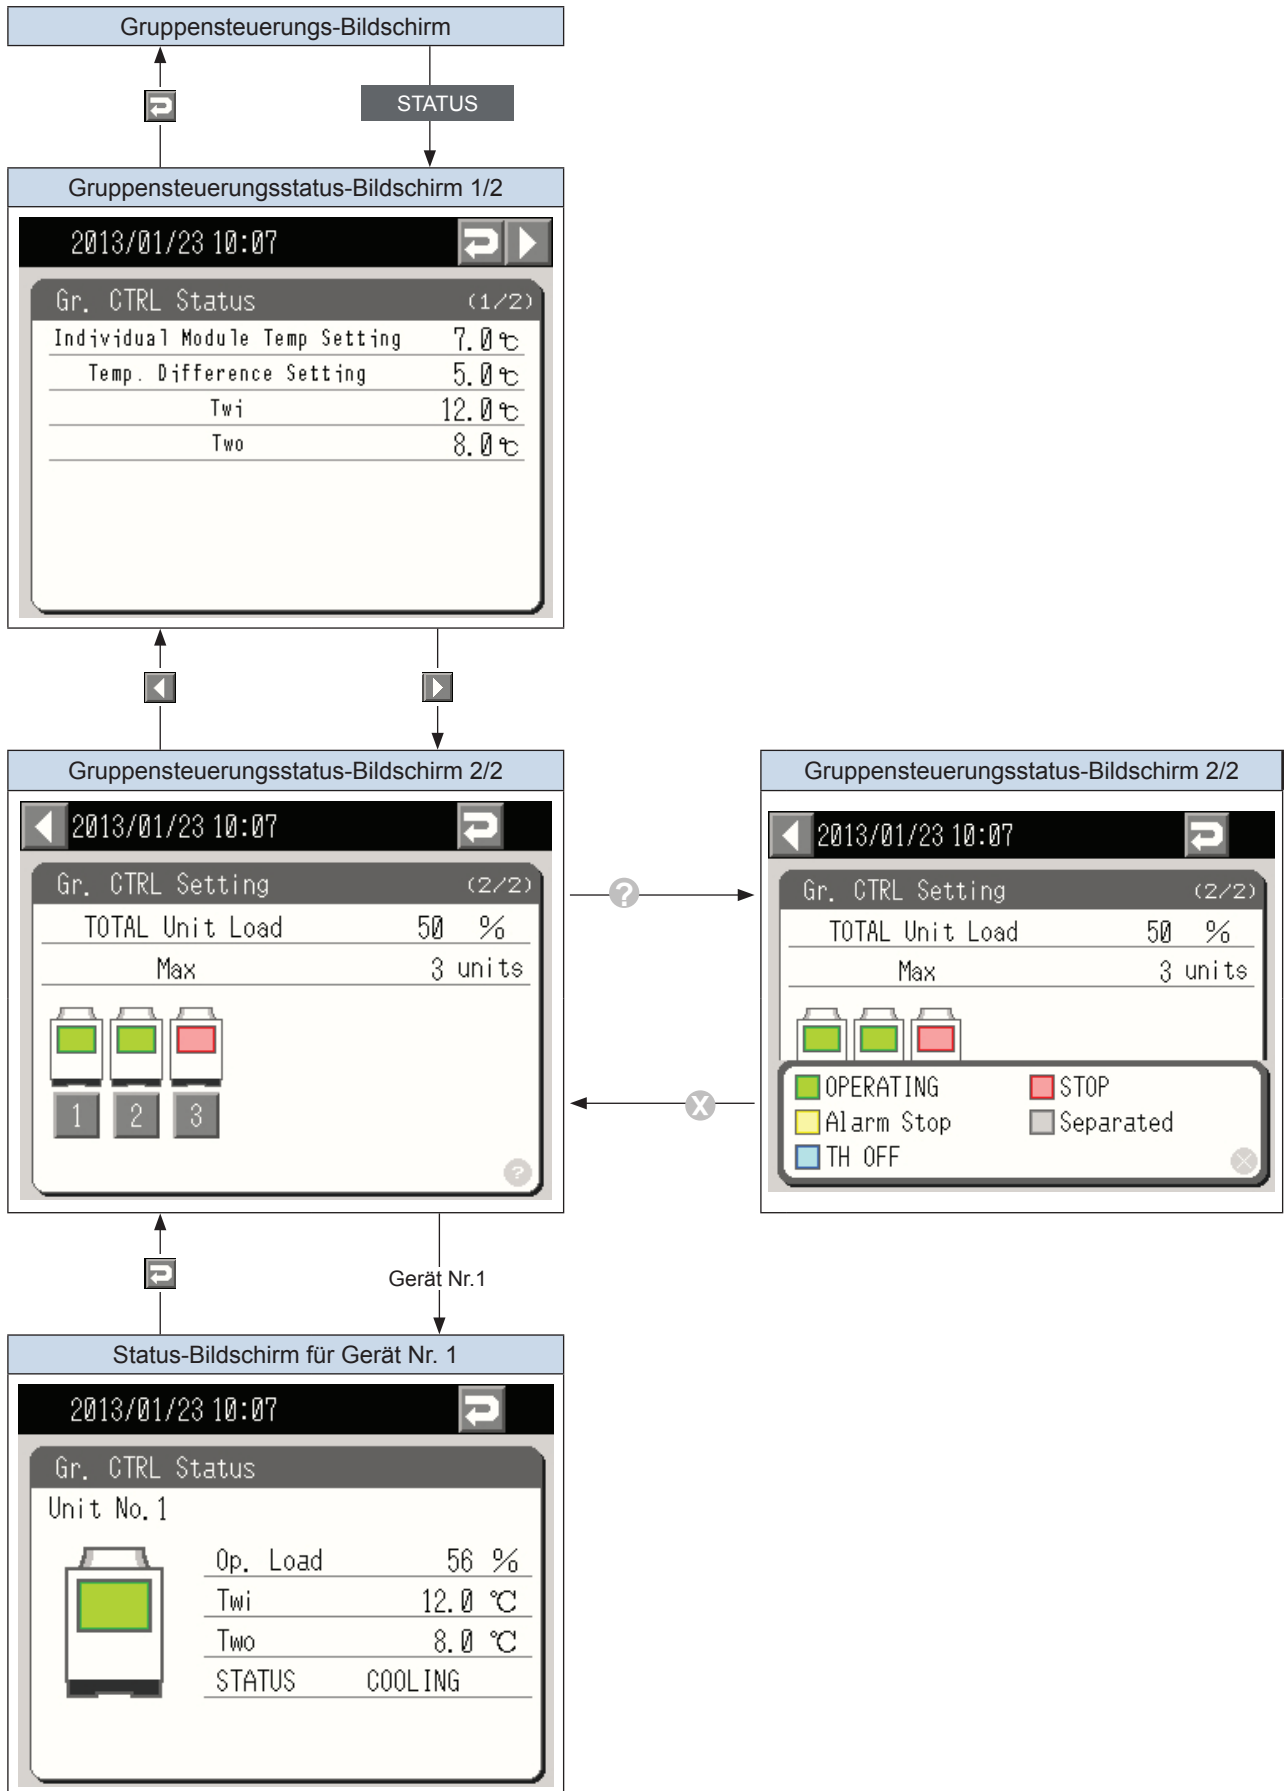 Gruppensteuerungs-Bildschirm
STATUS
Gruppensteuerungsstatus-Bildschirm 1/2
2013/01/23 10:07
Gr. CTRL Status (1/2)
Individual Module Temp Setting 7.0℃
Temp. Difference Setting 5.0℃
Twi 12.0℃
Two 8.0℃
Gruppensteuerungsstatus-Bildschirm 2/2
2013/01/23 10:07
Gr. CTRL Setting (2/2)
TOTAL Unit Load 50 %
Max 3 units
1 2 3
?
?
X
Gruppensteuerungsstatus-Bildschirm 2/2
2013/01/23 10:07
Gr. CTRL Setting (2/2)
TOTAL Unit Load 50 %
Max 3 units
OPERATING STOP
Alarm Stop Separated
TH OFF
Gerät Nr.1
Status-Bildschirm für Gerät Nr. 1
2013/01/23 10:07
Gr. CTRL Status
Unit No.1
Op. Load 56 %
Twi 12.0 ℃
Two 8.0 ℃
STATUS COOLING